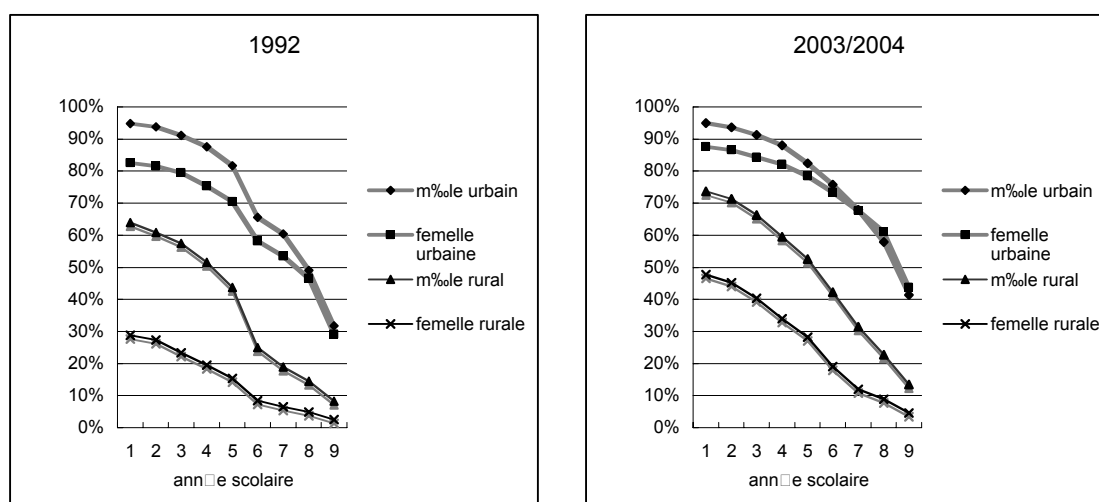 1992
100%
90%
80%
70%
60%
50%
40%
30%
20%
10%
0%
1 2 3 4 5 6 7 8 9
ann□e scolaire
m‰le urbain
femelle
urbaine
m‰le rural
femelle rurale
2003/2004
100%
90%
80%
70%
60%
50%
40%
30%
20%
10%
0%
1 2 3 4 5 6 7 8 9
ann□e scolaire
m‰le urbain
femelle
urbaine
m‰le rural
femelle rurale